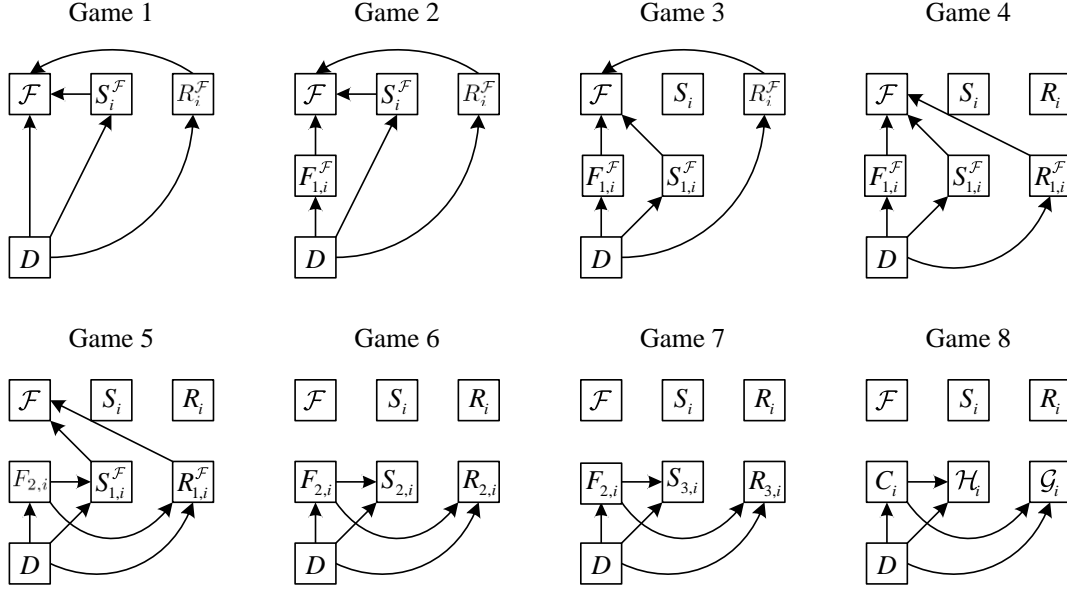 Game 1 Game 2 Game 3 Game 4
𝓕 S_i^𝓕 R_i^𝓕 𝓕 S_i^𝓕 R_i^𝓕 𝓕 S_i R_i^𝓕 𝓕 S_i R_i
F_{1,i}^𝓕 F_{1,i}^𝓕 S_{1,i}^𝓕 F_{1,i}^𝓕 S_{1,i}^𝓕 R_{1,i}^𝓕
D D D D
Game 5 Game 6 Game 7 Game 8
𝓕 S_i R_i 𝓕 S_i R_i 𝓕 S_i R_i 𝓕 S_i R_i
F_{2,i} S_{1,i}^𝓕 R_{1,i}^𝓕 F_{2,i} S_{2,i} R_{2,i} F_{2,i} S_{3,i} R_{3,i} C_i 𝓗_i 𝓖_i
D D D D